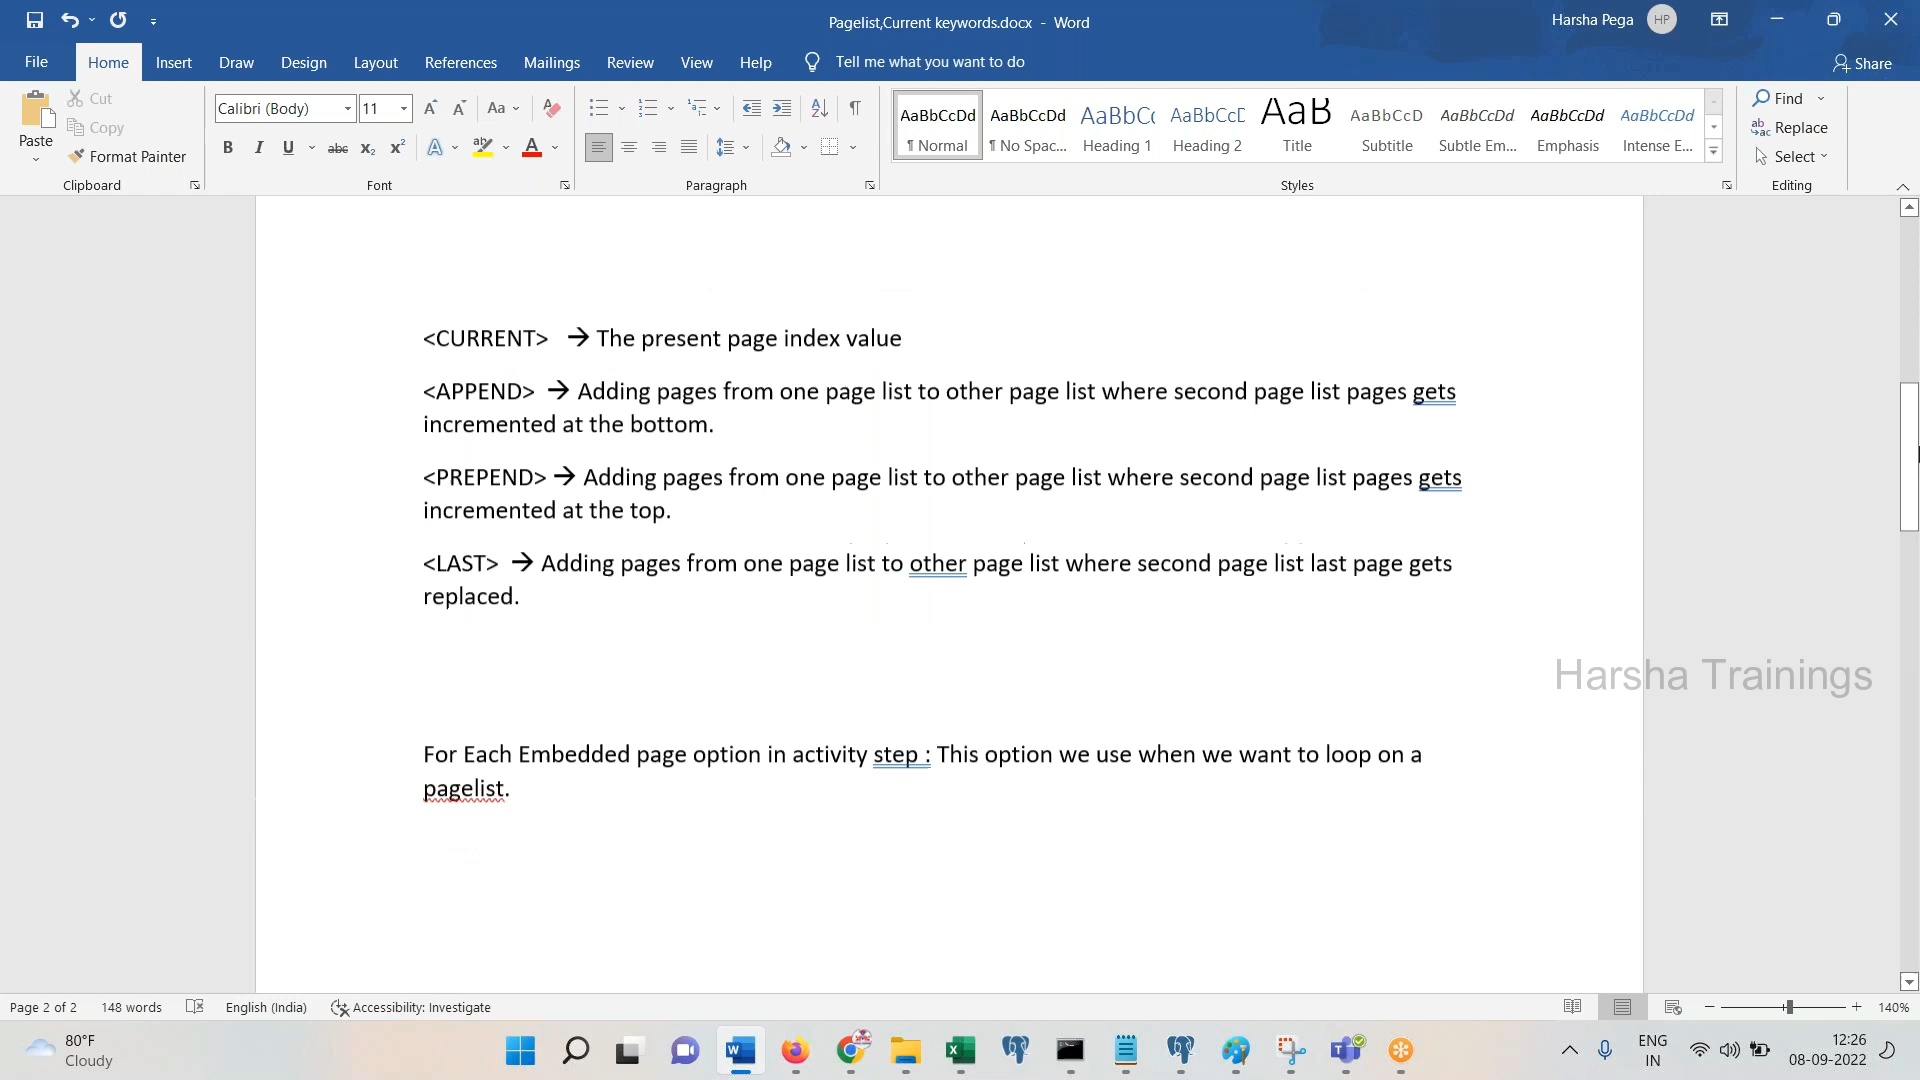 Pagelist,Current keywords.docx - Word
Harsha Pega HP
File Home Insert Draw Design Layout References Mailings Review View Help Tell me what you want to do Share
Paste
Cut
Copy
Format Painter
Clipboard
Calibri (Body) 11
Aa
B I U abc x₂ x²
Font
Paragraph
AaBbCcDd AaBbCcDd AaBbCc AaBbCcD AaB AaBbCcD AaBbCcDd AaBbCcDd AaBbCcDd
¶ Normal ¶ No Spac... Heading 1 Heading 2 Title Subtitle Subtle Em... Emphasis Intense E...
Styles
Find
Replace
Select
Editing
<CURRENT> → The present page index value
<APPEND> → Adding pages from one page list to other page list where second page list pages gets
incremented at the bottom.
<PREPEND> → Adding pages from one page list to other page list where second page list pages gets
incremented at the top.
<LAST> → Adding pages from one page list to other page list where second page list last page gets
replaced.
Harsha Trainings
For Each Embedded page option in activity step : This option we use when we want to loop on a
pagelist.
Page 2 of 2 148 words English (India) Accessibility: Investigate 140%
80°F
Cloudy
ENG
IN
12:26
08-09-2022